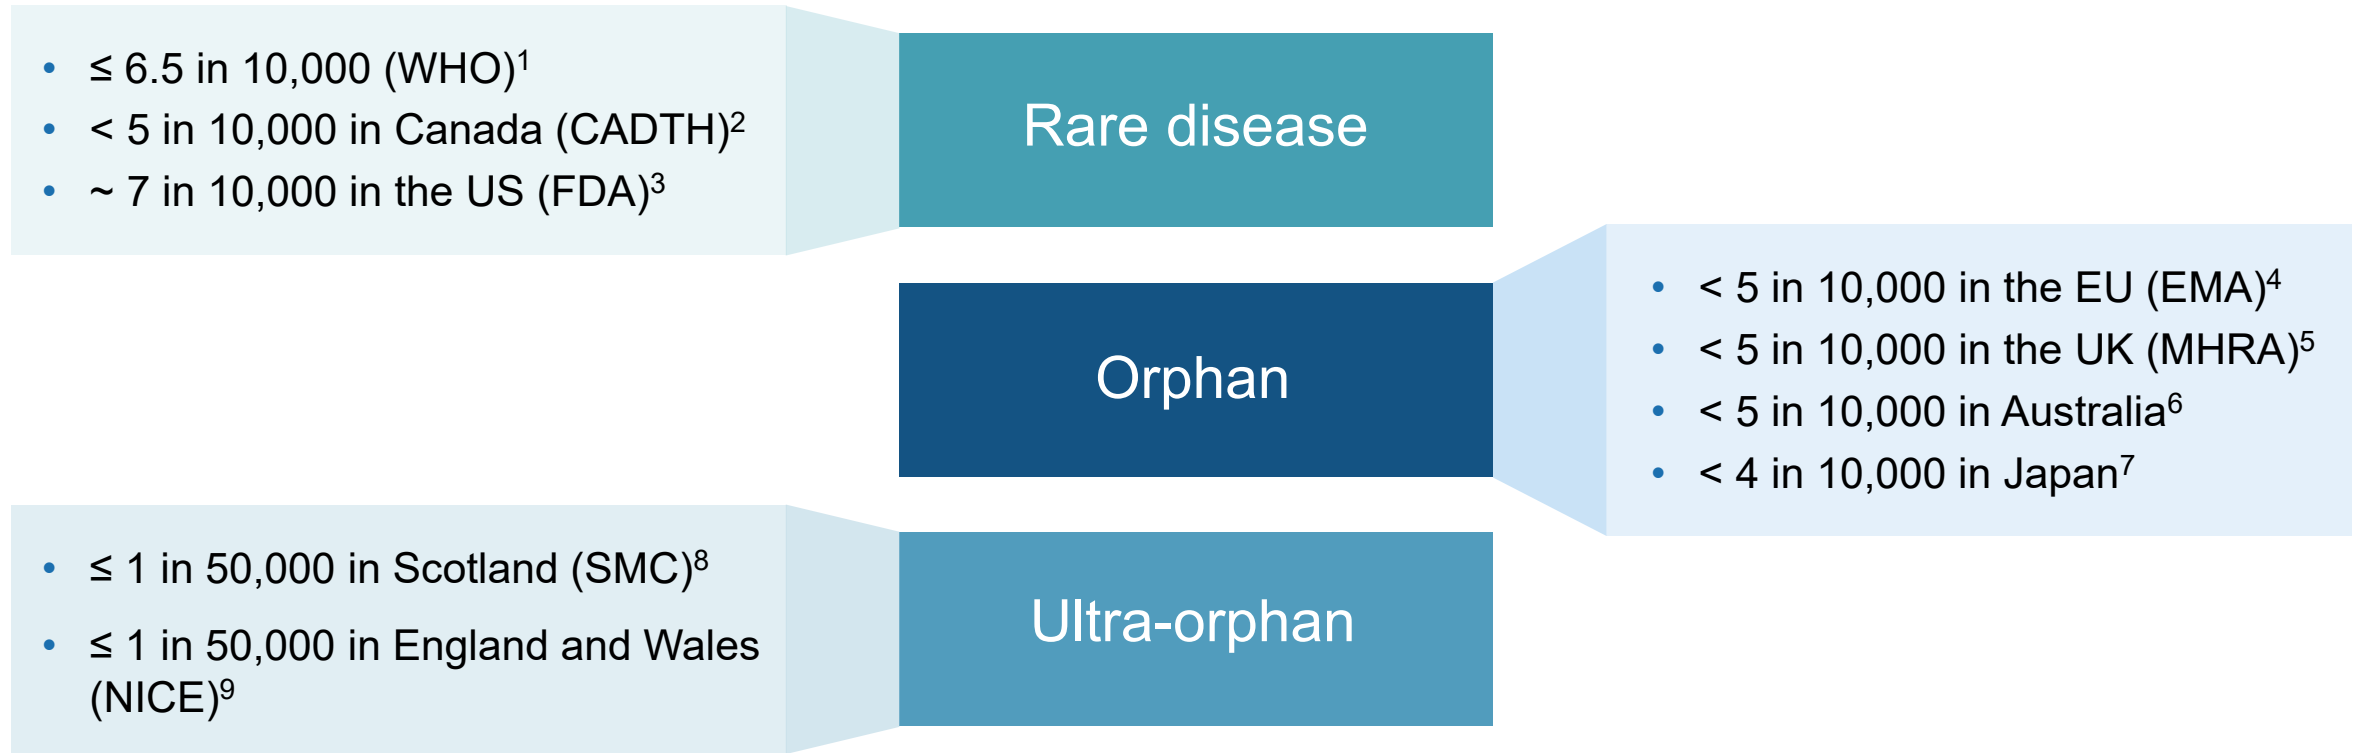 • ≤ 6.5 in 10,000 (WHO)¹
• < 5 in 10,000 in Canada (CADTH)²
• ~ 7 in 10,000 in the US (FDA)³
Rare disease
Orphan
• < 5 in 10,000 in the EU (EMA)⁴
• < 5 in 10,000 in the UK (MHRA)⁵
• < 5 in 10,000 in Australia⁶
• < 4 in 10,000 in Japan⁷
• ≤ 1 in 50,000 in Scotland (SMC)⁸
• ≤ 1 in 50,000 in England and Wales
(NICE)⁹
Ultra-orphan